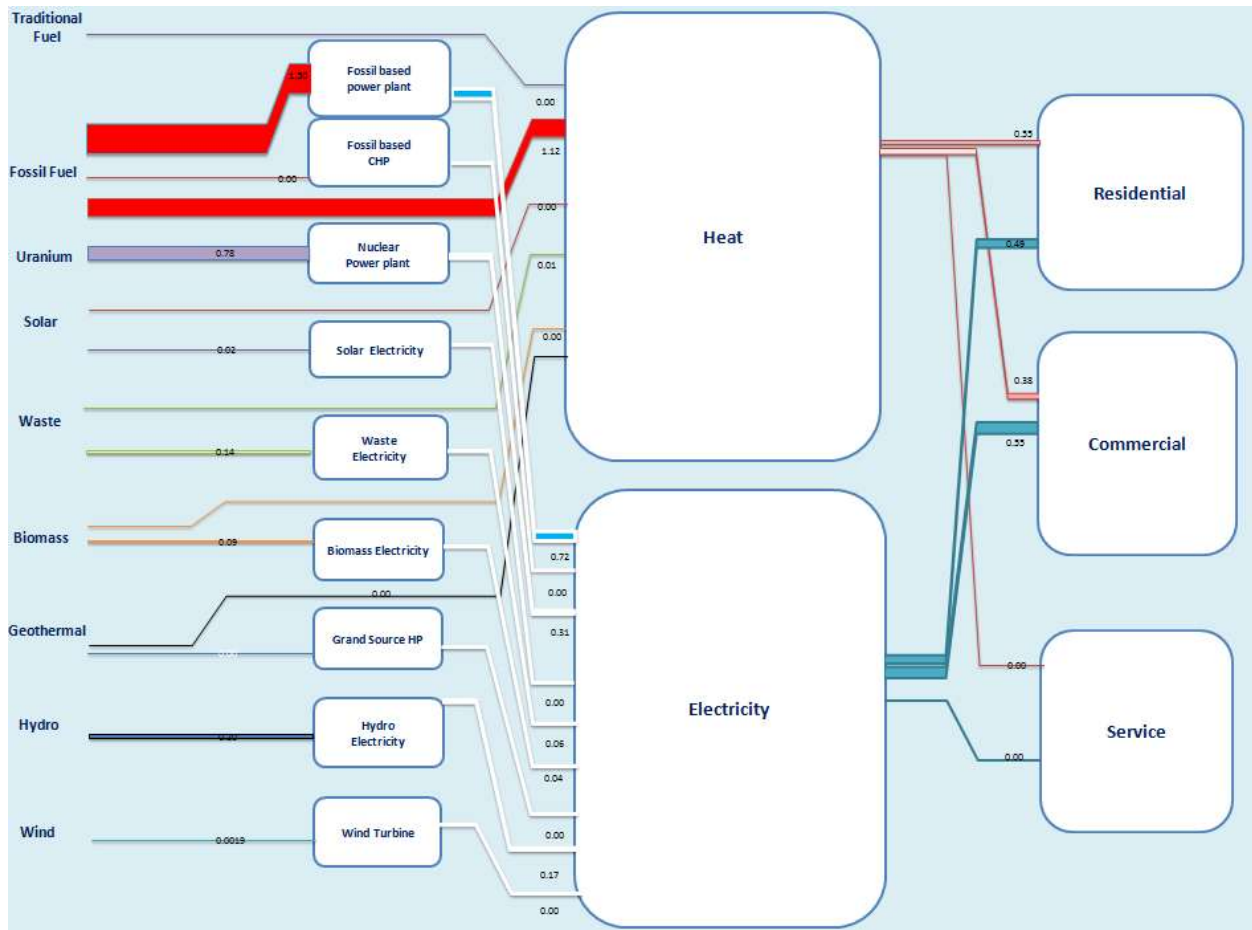 Traditional
Fuel
Fossil based
power plant
1.30
0.00
Fossil based
CHP
1.12
0.55
Fossil Fuel
0.00
Residential
0.00
Heat
Uranium
0.78
Nuclear
Power plant
0.49
0.01
Solar
0.02
Solar Electricity
0.00
0.38
Waste
0.14
Waste
Electricity
0.55
Commercial
Biomass
0.09
Biomass Electricity
0.72
0.00
0.00
Geothermal
0.00
Grand Source HP
0.31
0.00
0.00
Electricity
Hydro
Hydro
Electricity
0.06
0.04
Service
0.00
Wind
0.0019
Wind Turbine
0.00
0.17
0.00